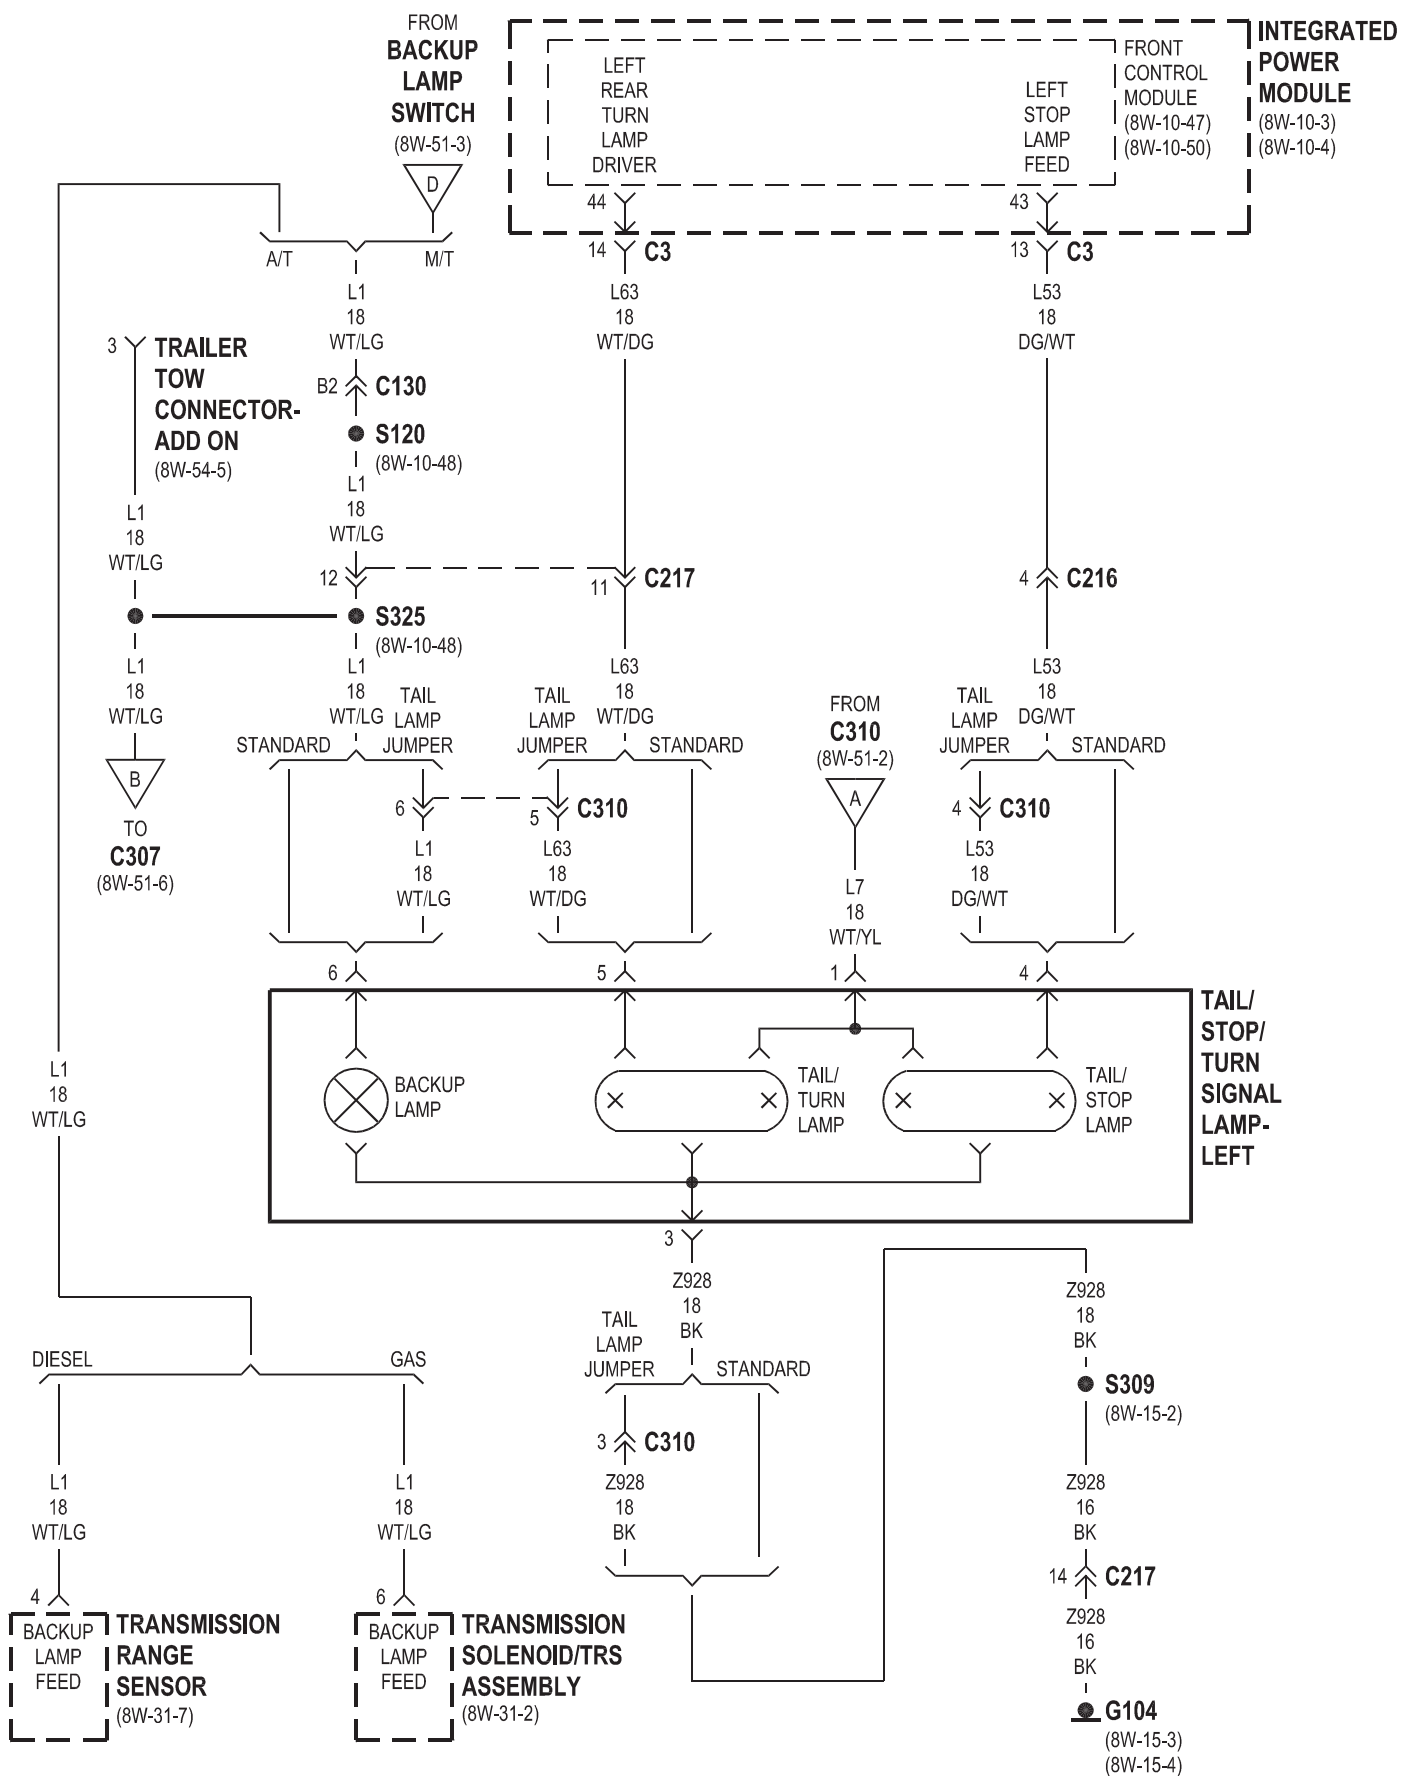 FROM
BACKUP
LAMP
SWITCH
(8W-51-3)
D
INTEGRATED
POWER
MODULE
(8W-10-3)
(8W-10-4)
FRONT
CONTROL
MODULE
(8W-10-47)
(8W-10-50)
LEFT
REAR
TURN
LAMP
DRIVER
LEFT
STOP
LAMP
FEED
44
43
14
C3
13
C3
A/T
M/T
L1
18
WT/LG
L63
18
WT/DG
L53
18
DG/WT
3
TRAILER
TOW
CONNECTOR-
ADD ON
(8W-54-5)
B2
C130
S120
(8W-10-48)
L1
18
WT/LG
L1
18
WT/LG
12
11
C217
4
C216
S325
(8W-10-48)
L1
18
WT/LG
L1
18
WT/LG
L63
18
WT/DG
L53
18
DG/WT
B
TO
C307
(8W-51-6)
STANDARD
TAIL
LAMP
JUMPER
TAIL
LAMP
JUMPER
STANDARD
FROM
C310
(8W-51-2)
A
TAIL
LAMP
JUMPER
STANDARD
6
5
C310
4
C310
L1
18
WT/LG
L63
18
WT/DG
L7
18
WT/YL
L53
18
DG/WT
6
5
1
4
BACKUP
LAMP
TAIL/
TURN
LAMP
TAIL/
STOP
LAMP
TAIL/
STOP/
TURN
SIGNAL
LAMP-
LEFT
L1
18
WT/LG
3
Z928
18
BK
TAIL
LAMP
JUMPER
STANDARD
3
C310
Z928
18
BK
Z928
18
BK
S309
(8W-15-2)
Z928
16
BK
14
C217
Z928
16
BK
G104
(8W-15-3)
(8W-15-4)
DIESEL
GAS
L1
18
WT/LG
L1
18
WT/LG
4
BACKUP
LAMP
FEED
TRANSMISSION
RANGE
SENSOR
(8W-31-7)
6
BACKUP
LAMP
FEED
TRANSMISSION
SOLENOID/TRS
ASSEMBLY
(8W-31-2)